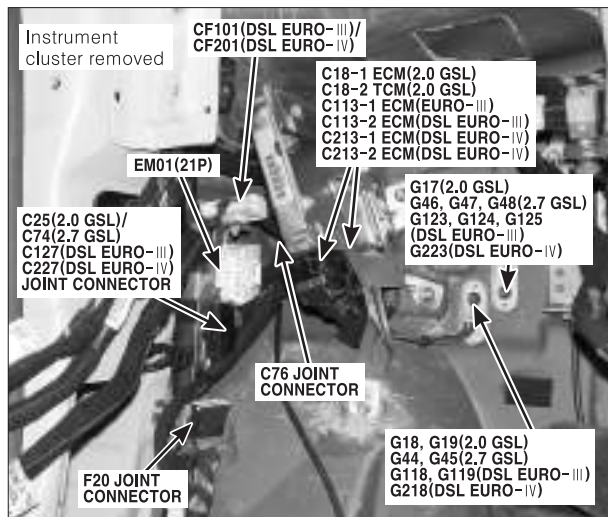 Instrument
cluster removed
CF101(DSL EURO-III)/
CF201(DSL EURO-IV)
C18-1 ECM(2.0 GSL)
C18-2 TCM(2.0 GSL)
C113-1 ECM(EURO-III)
C113-2 ECM(DSL EURO-III)
C213-1 ECM(DSL EURO-IV)
C213-2 ECM(DSL EURO-IV)
EM01(21P)
G17(2.0 GSL)
G46, G47, G48(2.7 GSL)
G123, G124, G125
(DSL EURO-III)
G223(DSL EURO-IV)
C25(2.0 GSL)/
C74(2.7 GSL)
C127(DSL EURO-III)
C227(DSL EURO-IV)
JOINT CONNECTOR
C76 JOINT
CONNECTOR
F20 JOINT
CONNECTOR
G18, G19(2.0 GSL)
G44, G45(2.7 GSL)
G118, G119(DSL EURO-III)
G218(DSL EURO-IV)